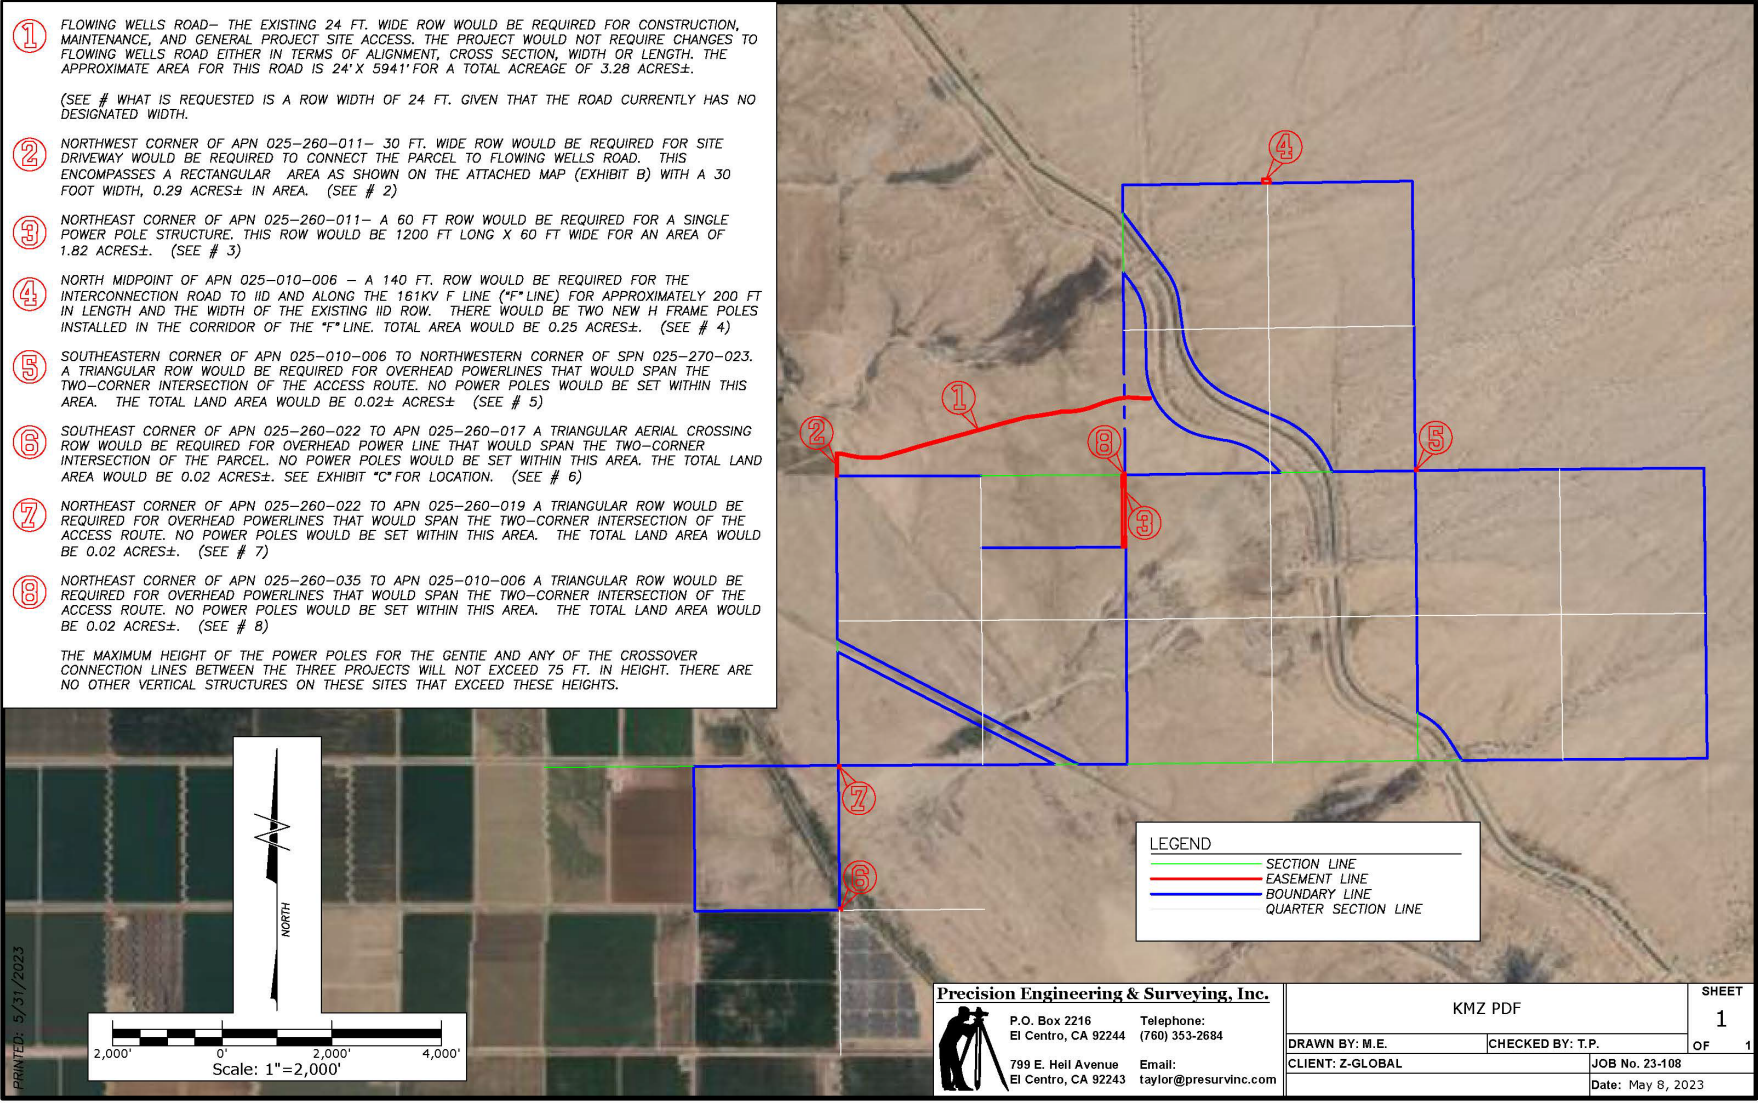 1 FLOWING WELLS ROAD– THE EXISTING 24 FT. WIDE ROW WOULD BE REQUIRED FOR CONSTRUCTION,
MAINTENANCE, AND GENERAL PROJECT SITE ACCESS. THE PROJECT WOULD NOT REQUIRE CHANGES TO
FLOWING WELLS ROAD EITHER IN TERMS OF ALIGNMENT, CROSS SECTION, WIDTH OR LENGTH. THE
APPROXIMATE AREA FOR THIS ROAD IS 24'X 5941' FOR A TOTAL ACREAGE OF 3.28 ACRES±.
(SEE # WHAT IS REQUESTED IS A ROW WIDTH OF 24 FT. GIVEN THAT THE ROAD CURRENTLY HAS NO
DESIGNATED WIDTH.
2 NORTHWEST CORNER OF APN 025–260–011– 30 FT. WIDE ROW WOULD BE REQUIRED FOR SITE
DRIVEWAY WOULD BE REQUIRED TO CONNECT THE PARCEL TO FLOWING WELLS ROAD. THIS
ENCOMPASSES A RECTANGULAR AREA AS SHOWN ON THE ATTACHED MAP (EXHIBIT B) WITH A 30
FOOT WIDTH, 0.29 ACRES± IN AREA. (SEE # 2)
3 NORTHEAST CORNER OF APN 025–260–011– A 60 FT ROW WOULD BE REQUIRED FOR A SINGLE
POWER POLE STRUCTURE. THIS ROW WOULD BE 1200 FT LONG X 60 FT WIDE FOR AN AREA OF
1.82 ACRES±. (SEE # 3)
4 NORTH MIDPOINT OF APN 025–010–006 – A 140 FT. ROW WOULD BE REQUIRED FOR THE
INTERCONNECTION ROAD TO IID AND ALONG THE 161KV F LINE ("F" LINE) FOR APPROXIMATELY 200 FT
IN LENGTH AND THE WIDTH OF THE EXISTING IID ROW. THERE WOULD BE TWO NEW H FRAME POLES
INSTALLED IN THE CORRIDOR OF THE "F" LINE. TOTAL AREA WOULD BE 0.25 ACRES±. (SEE # 4)
5 SOUTHEASTERN CORNER OF APN 025–010–006 TO NORTHWESTERN CORNER OF SPN 025–270–023.
A TRIANGULAR ROW WOULD BE REQUIRED FOR OVERHEAD POWERLINES THAT WOULD SPAN THE
TWO–CORNER INTERSECTION OF THE ACCESS ROUTE. NO POWER POLES WOULD BE SET WITHIN THIS
AREA. THE TOTAL LAND AREA WOULD BE 0.02± ACRES± (SEE # 5)
6 SOUTHEAST CORNER OF APN 025–260–022 TO APN 025–260–017 A TRIANGULAR AERIAL CROSSING
ROW WOULD BE REQUIRED FOR OVERHEAD POWER LINE THAT WOULD SPAN THE TWO–CORNER
INTERSECTION OF THE PARCEL. NO POWER POLES WOULD BE SET WITHIN THIS AREA. THE TOTAL LAND
AREA WOULD BE 0.02 ACRES±. SEE EXHIBIT "C" FOR LOCATION. (SEE # 6)
7 NORTHEAST CORNER OF APN 025–260–022 TO APN 025–260–019 A TRIANGULAR ROW WOULD BE
REQUIRED FOR OVERHEAD POWERLINES THAT WOULD SPAN THE TWO–CORNER INTERSECTION OF THE
ACCESS ROUTE. NO POWER POLES WOULD BE SET WITHIN THIS AREA. THE TOTAL LAND AREA WOULD
BE 0.02 ACRES±. (SEE # 7)
8 NORTHEAST CORNER OF APN 025–260–035 TO APN 025–010–006 A TRIANGULAR ROW WOULD BE
REQUIRED FOR OVERHEAD POWERLINES THAT WOULD SPAN THE TWO–CORNER INTERSECTION OF THE
ACCESS ROUTE. NO POWER POLES WOULD BE SET WITHIN THIS AREA. THE TOTAL LAND AREA WOULD
BE 0.02 ACRES±. (SEE # 8)
THE MAXIMUM HEIGHT OF THE POWER POLES FOR THE GENTIE AND ANY OF THE CROSSOVER
CONNECTION LINES BETWEEN THE THREE PROJECTS WILL NOT EXCEED 75 FT. IN HEIGHT. THERE ARE
NO OTHER VERTICAL STRUCTURES ON THESE SITES THAT EXCEED THESE HEIGHTS.
4
1
2
8
5
3
7
6
LEGEND
SECTION LINE
EASEMENT LINE
BOUNDARY LINE
QUARTER SECTION LINE
NORTH
PRINTED: 5/31/2023
2,000' 0' 2,000' 4,000'
Scale: 1"=2,000'
Precision Engineering & Surveying, Inc.
P.O. Box 2216
El Centro, CA 92244
799 E. Heil Avenue
El Centro, CA 92243
Telephone:
(760) 353-2684
Email:
taylor@presurvinc.com
KMZ PDF
SHEET
1
OF 1
DRAWN BY: M.E.
CHECKED BY: T.P.
CLIENT: Z-GLOBAL
JOB No. 23-108
Date: May 8, 2023